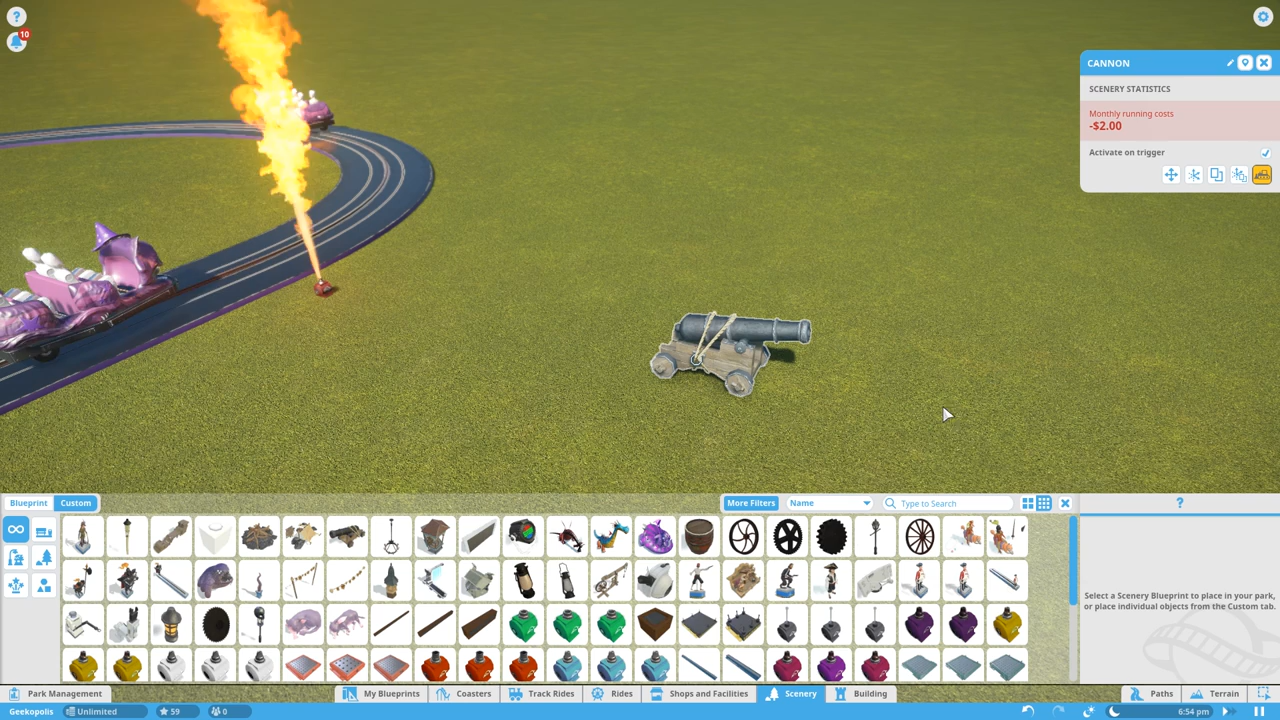 ?
10
CANNON
SCENERY STATISTICS
Monthly running costs
-$2.00
Activate on trigger
Blueprint
Custom
More Filters
Name
Type to Search
?
Select a Scenery Blueprint to place in your park,
or place individual objects from the Custom tab.
Park Management
My Blueprints
Coasters
Track Rides
Rides
Shops and Facilities
Scenery
Building
Paths
Terrain
Geekopolis
Unlimited
59
0
6:54 pm